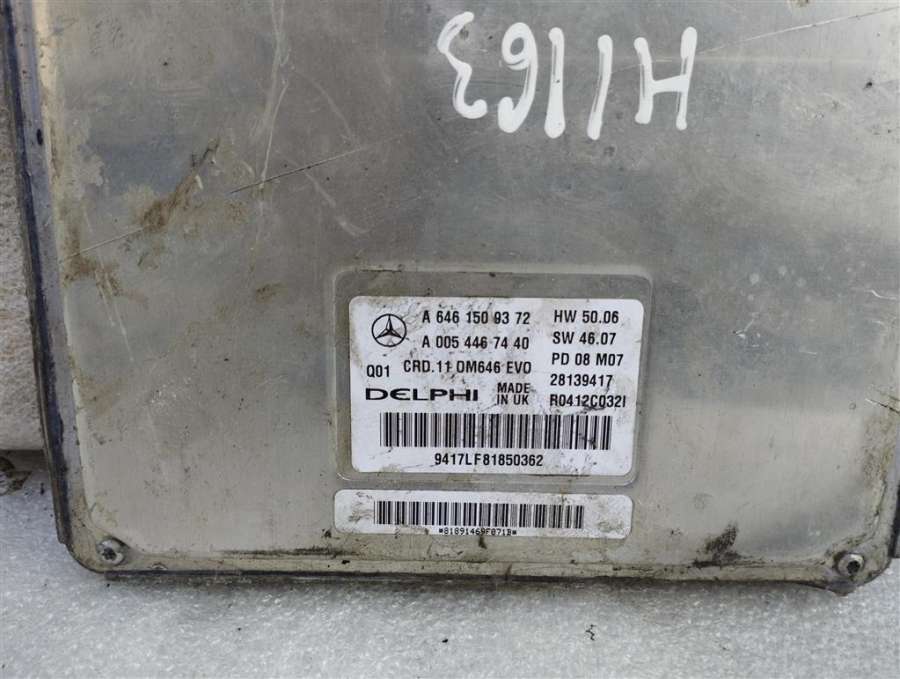 H1163
A 646 150 93 72 HW 50.06
A 005 446 74 40 SW 46.07
Q01 CRD.11 OM646 EVO PD 08 M07
DELPHI MADE IN UK 28139417
R0412C032I
9417LF81850362
*81891469F071B*